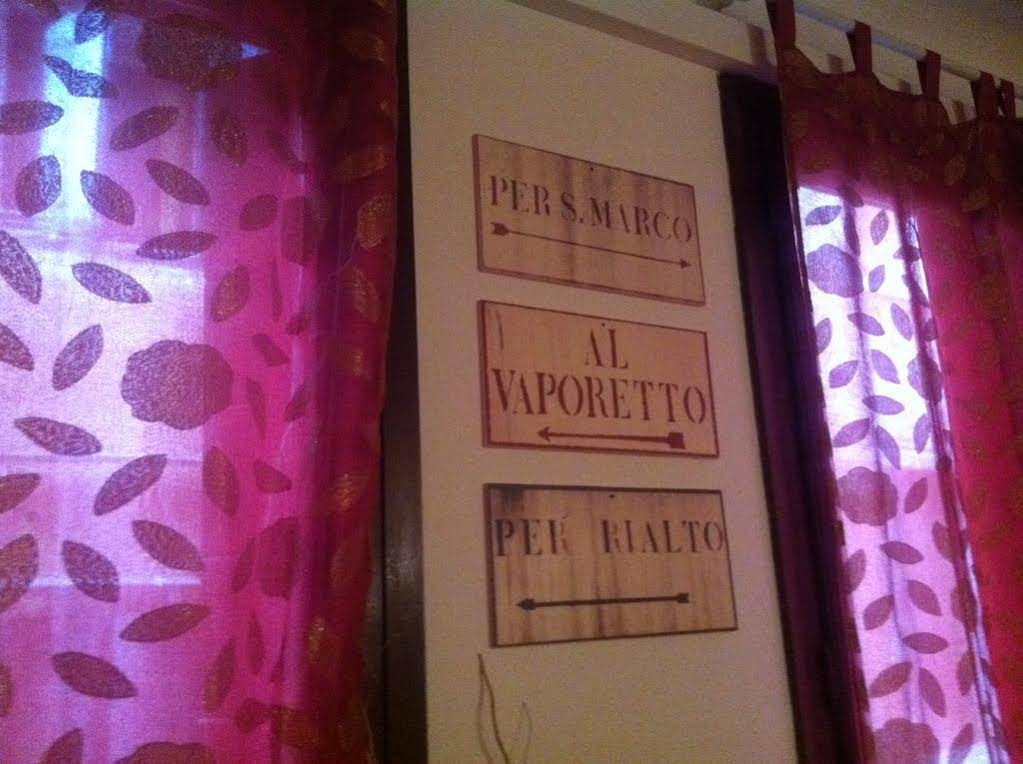 PER S. MARCO
AL
VAPORETTO
PER RIALTO